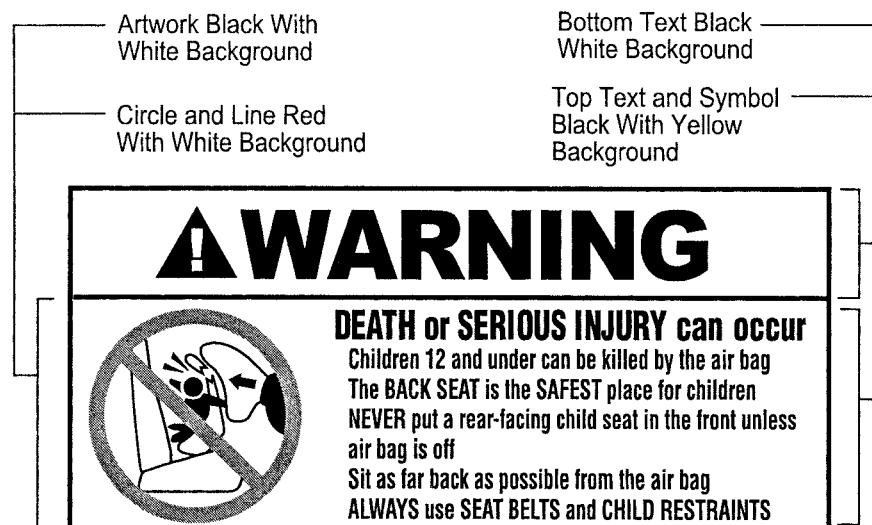 Artwork Black With
White Background
Circle and Line Red
With White Background
Bottom Text Black
White Background
Top Text and Symbol
Black With Yellow
Background
WARNING
DEATH or SERIOUS INJURY can occur
Children 12 and under can be killed by the air bag
The BACK SEAT is the SAFEST place for children
NEVER put a rear-facing child seat in the front unless
air bag is off
Sit as far back as possible from the air bag
ALWAYS use SEAT BELTS and CHILD RESTRAINTS